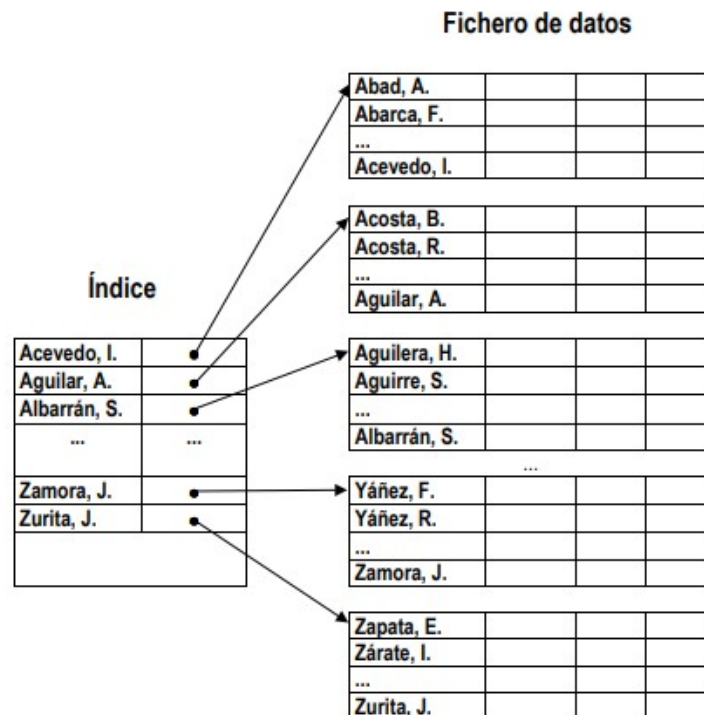 Fichero de datos
Abad, A.
Abarca, F.
...
Acevedo, I.
Acosta, B.
Acosta, R.
...
Aguilar, A.
Índice
Acevedo, I.
Aguilar, A.
Albarrán, S.
... ...
Zamora, J.
Zurita, J.
Aguilera, H.
Aguirre, S.
...
Albarrán, S.
...
Yáñez, F.
Yáñez, R.
...
Zamora, J.
Zapata, E.
Zárate, I.
...
Zurita, J.